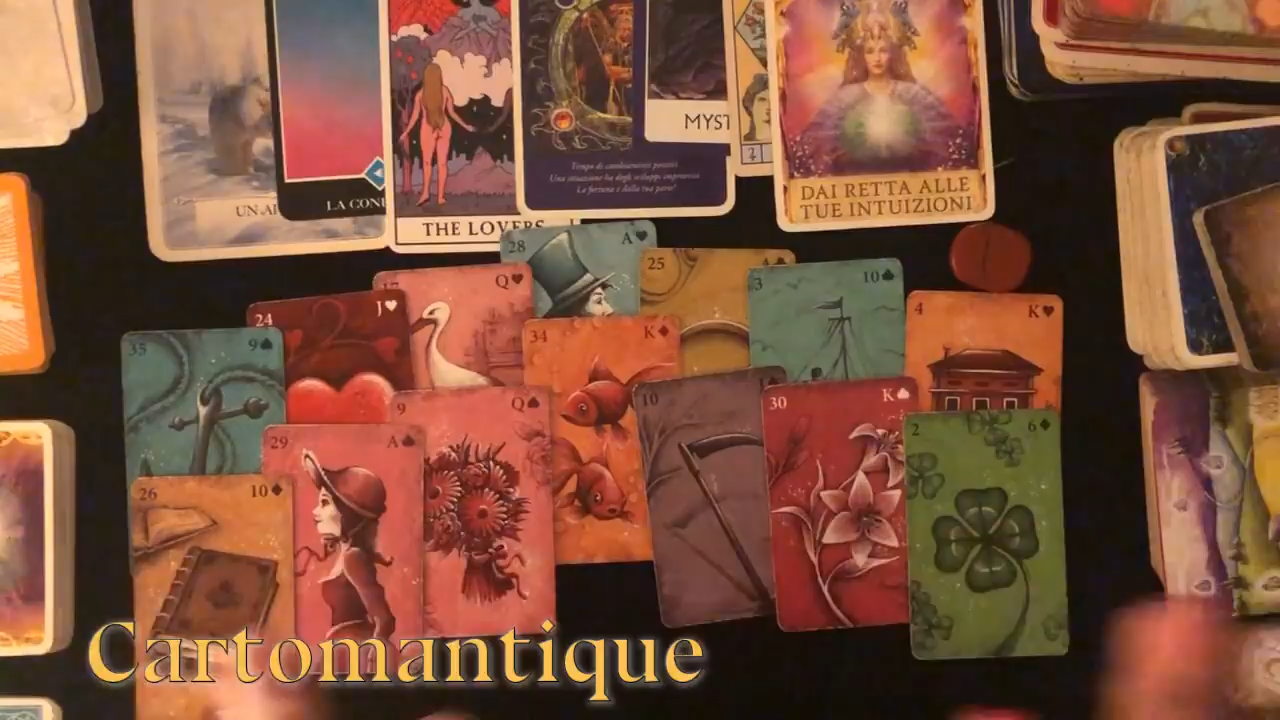 UN AI
LA CON
THE LOVERS
Tempo di cambiamenti positivi
Una situazione ha degli sviluppi improvvisi
La fortuna è dalla tua parte!
MYST
DAI RETTA ALLE
TUE INTUIZIONI
28 A
25 A
Q
3 10
24 J
4 K
34 K
35 9
10
30 K
9 Q
2 6
29 A
26 10
Cartomantique